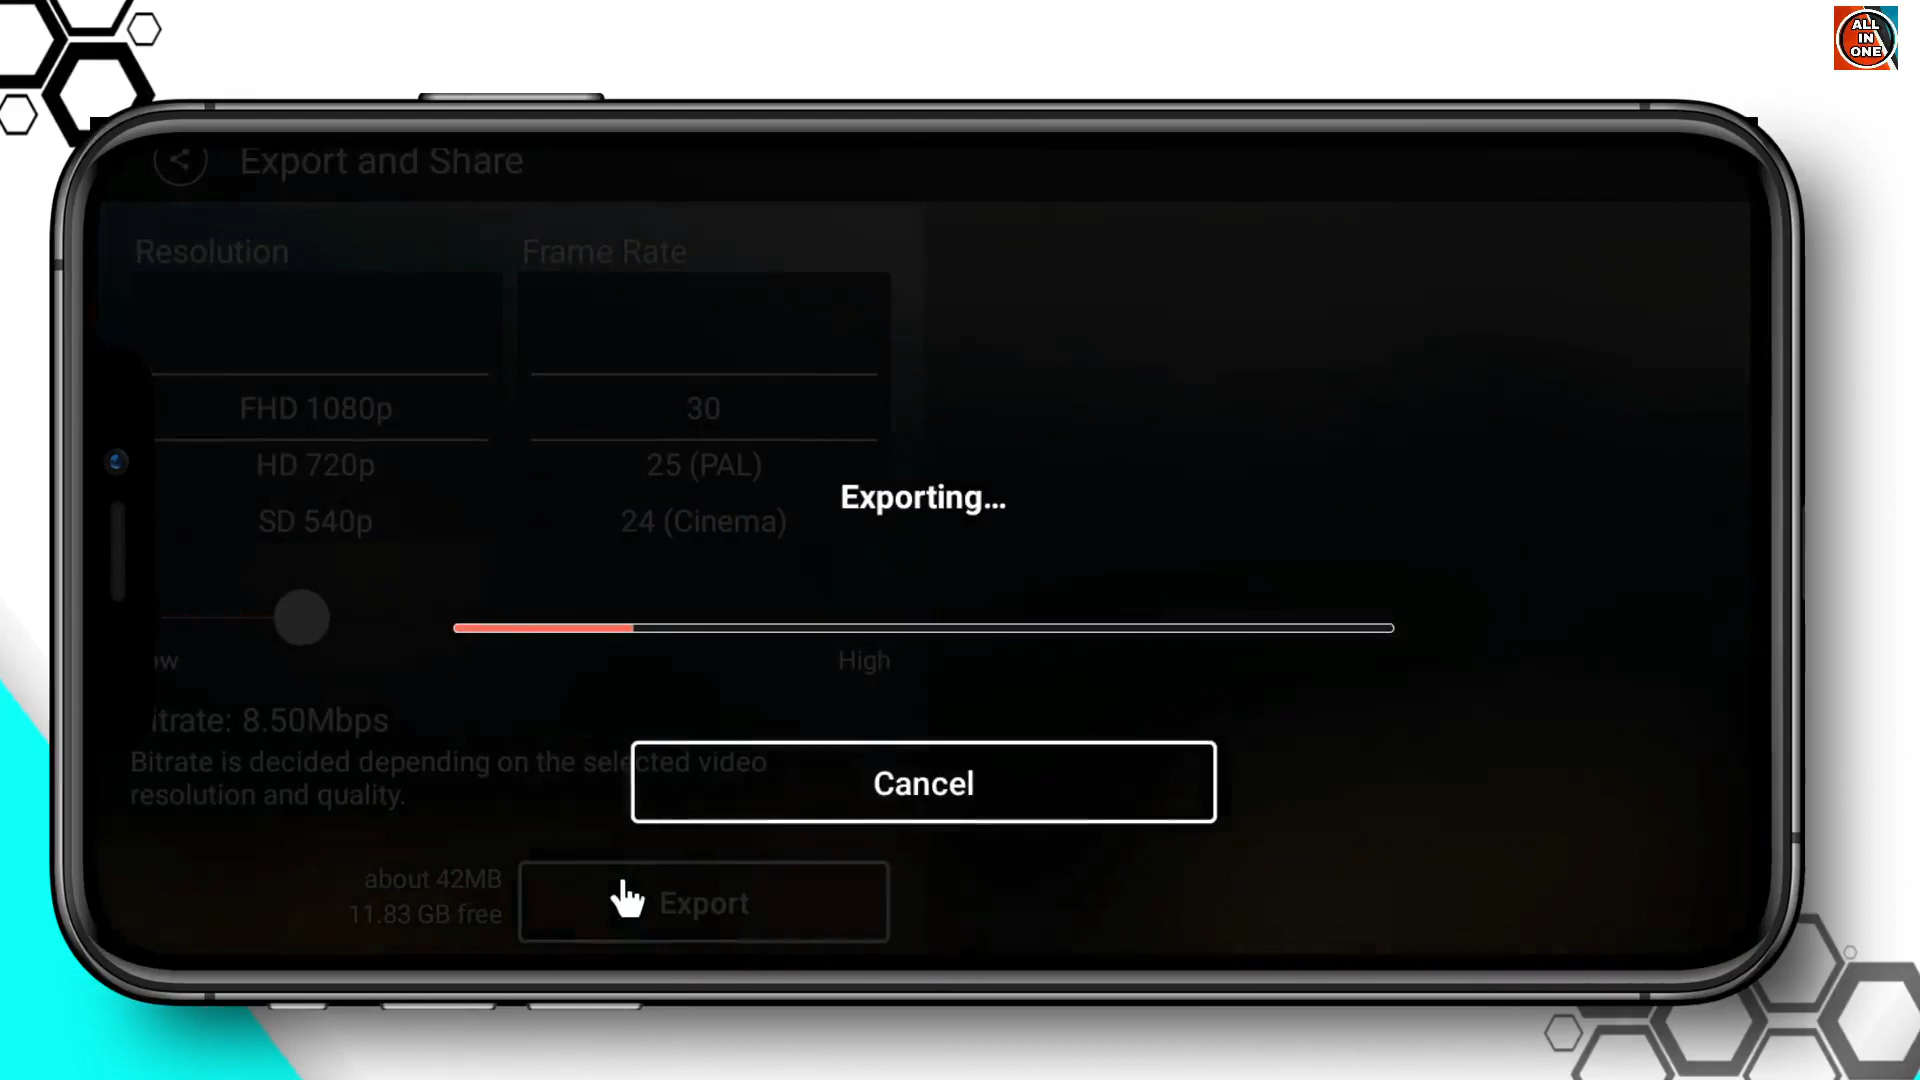 ALL
IN
ONE
Export and Share
Resolution
Frame Rate
FHD 1080p
30
HD 720p
25 (PAL)
SD 540p
24 (Cinema)
Exporting...
ow
High
itrate: 8.50Mbps
Bitrate is decided depending on the selected video
resolution and quality.
Cancel
about 42MB
11.83 GB free
Export